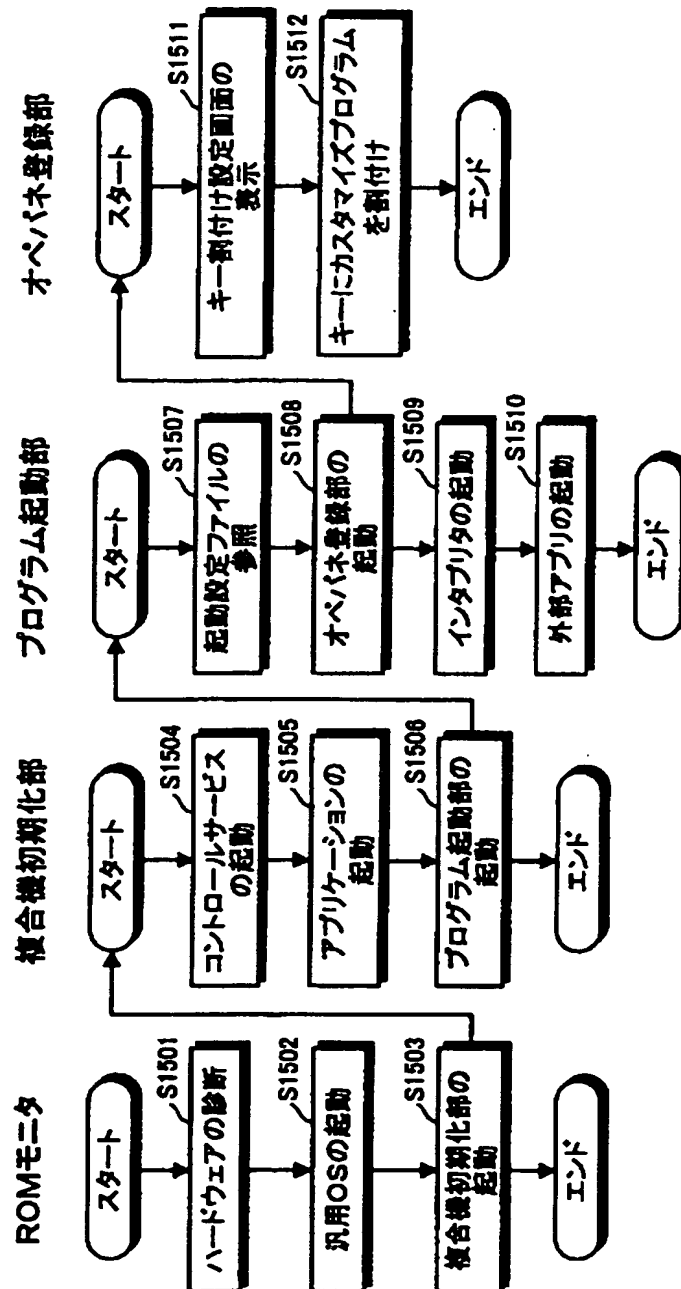 ROMモニタ
スタート
S1501
ハードウェアの診断
S1502
汎用OSの起動
S1503
複合機初期化部の
起動
エンド
複合機初期化部
スタート
S1504
コントロールサービス
の起動
S1505
アプリケーションの
起動
S1506
プログラム起動部の
起動
エンド
プログラム起動部
スタート
S1507
起動設定ファイルの
参照
S1508
オペパネ登録部の
起動
S1509
インタプリタの起動
S1510
外部アプリの起動
エンド
オペパネ登録部
スタート
S1511
キー割付け設定画面の
表示
S1512
キーにカスタマイズプログラム
を割付け
エンド